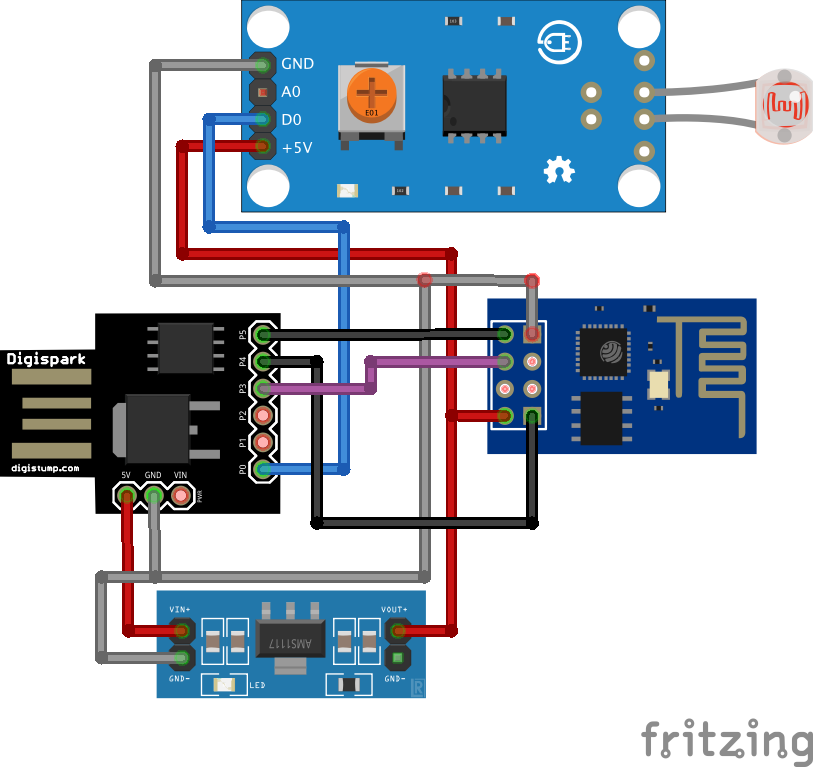 GND
A0
D0
+5V
E01
Digispark
digistump.com
P5
P4
P3
P2
P1
P0
5V GND VIN
PWR
VIN+ VOUT+
AMS1117
GND- GND-
LED
R
fritzing